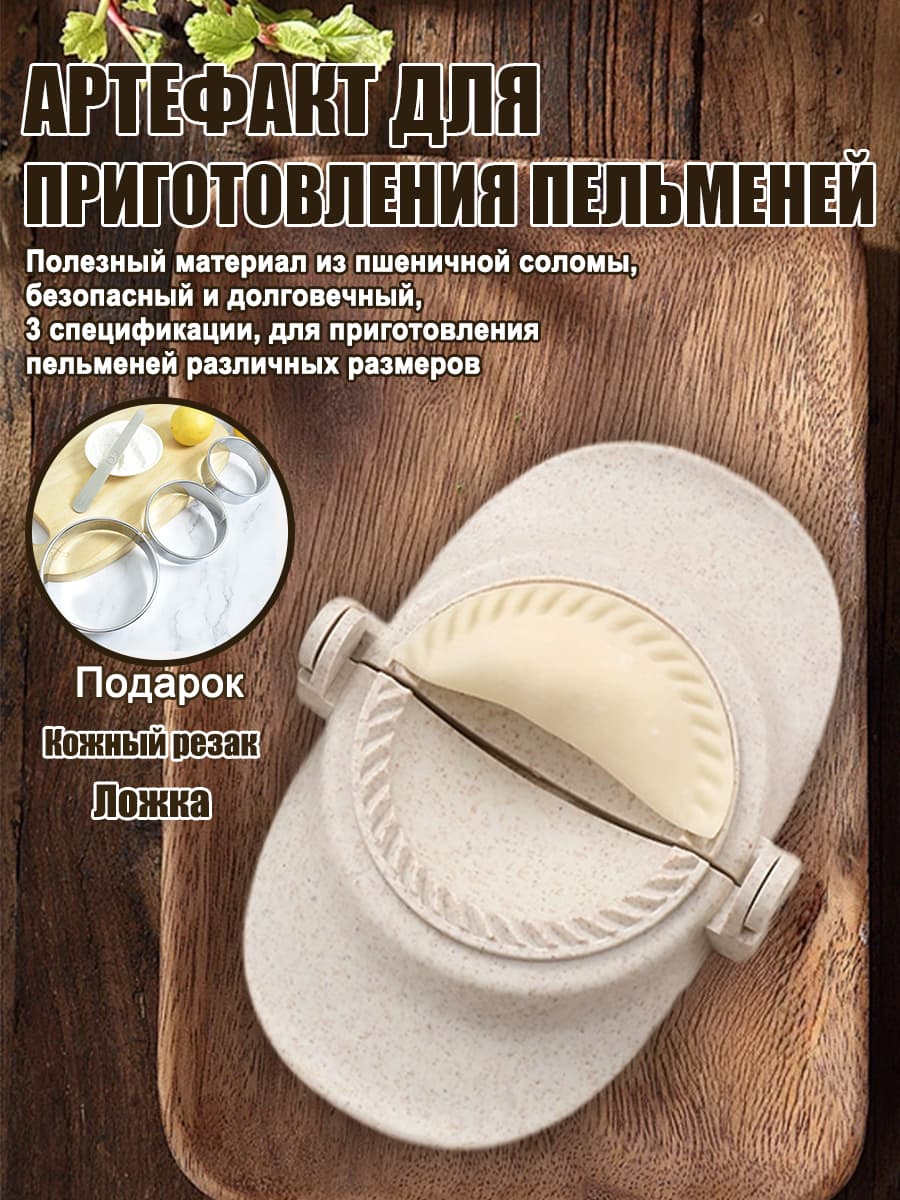 АРТЕФАКТ ДЛЯ
ПРИГОТОВЛЕНИЯ ПЕЛЬМЕНЕЙ
Полезный материал из пшеничной соломы,
безопасный и долговечный,
3 спецификации, для приготовления
пельменей различных размеров
Подарок
Кожный резак
Ложка